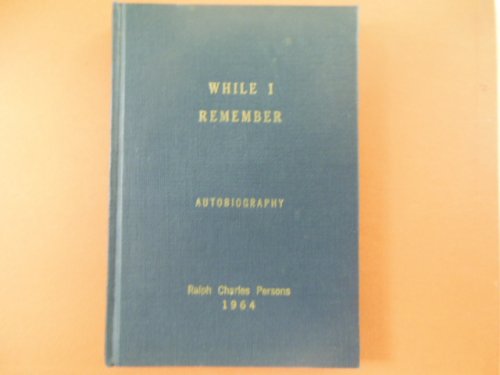 WHILE I
REMEMBER
AUTOBIOGRAPHY
Ralph Charles Persons
1964